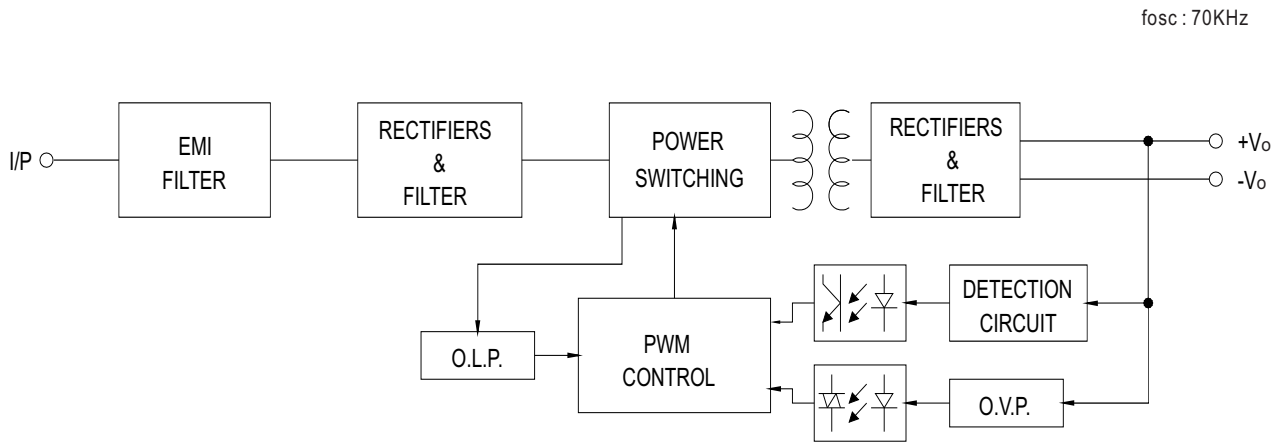 fosc : 70KHz
I/P
EMI
FILTER
RECTIFIERS
&
FILTER
POWER
SWITCHING
RECTIFIERS
&
FILTER
+Vo
-Vo
O.L.P.
PWM
CONTROL
DETECTION
CIRCUIT
O.V.P.